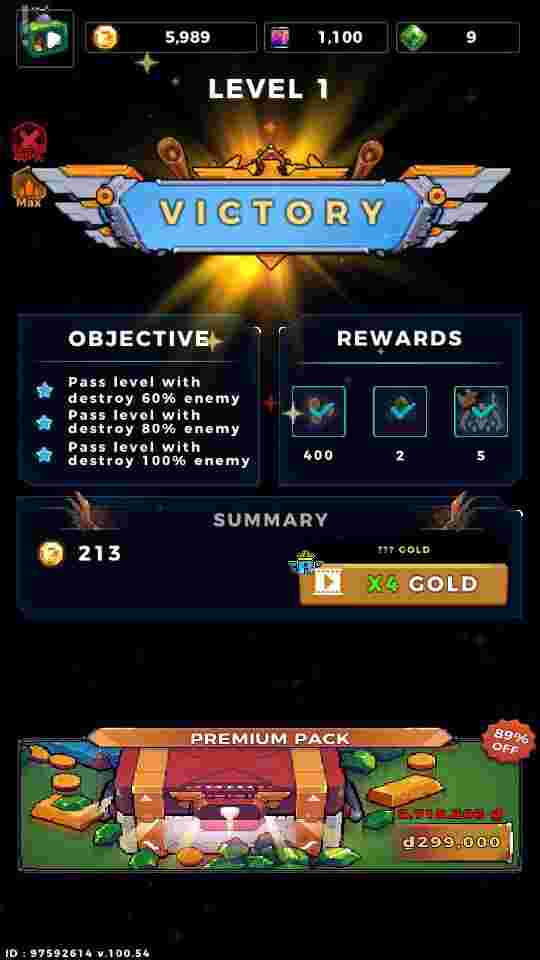 5,989
1,100
9
LEVEL 1
Max
VICTORY
OBJECTIVE
Pass level with
destroy 60% enemy
Pass level with
destroy 80% enemy
Pass level with
destroy 100% enemy
REWARDS
400
2
5
SUMMARY
213
??? GOLD
X4 GOLD
PREMIUM PACK
89%
OFF
₫299,000
ID : 97592614 v.100.54